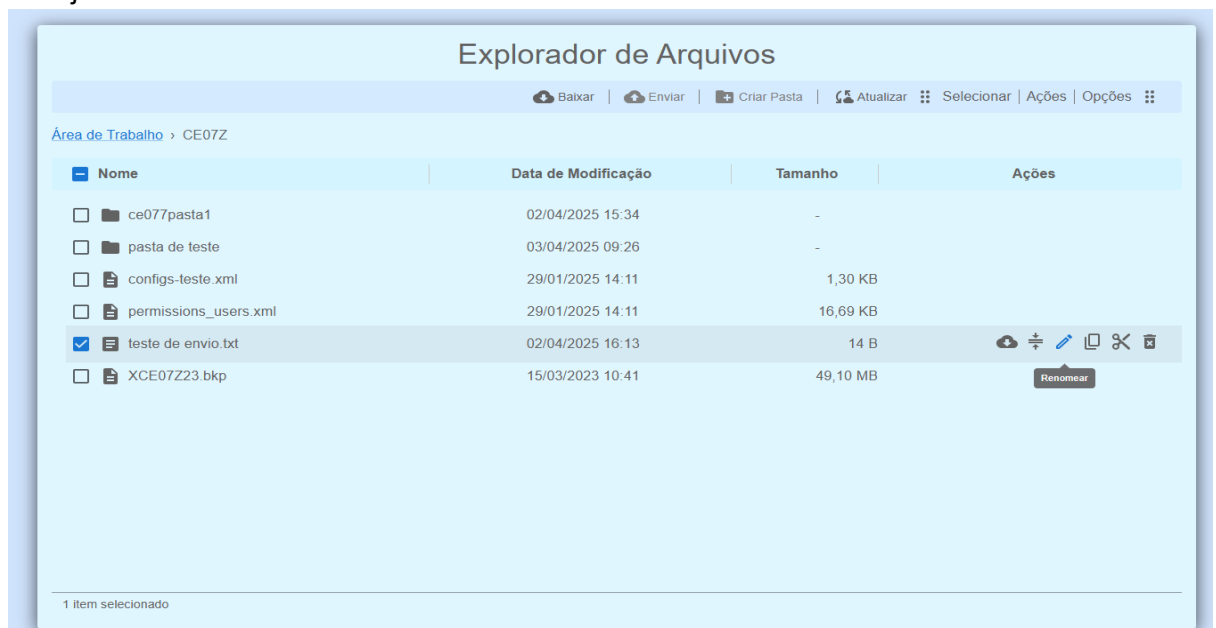 Explorador de Arquivos
Baixar | Enviar | Criar Pasta | Atualizar Selecionar | Ações | Opções
Área de Trabalho › CE07Z
Nome Data de Modificação Tamanho Ações
ce077pasta1 02/04/2025 15:34 -
pasta de teste 03/04/2025 09:26 -
configs-teste.xml 29/01/2025 14:11 1,30 KB
permissions_users.xml 29/01/2025 14:11 16,69 KB
teste de envio.txt 02/04/2025 16:13 14 B
XCE07Z23.bkp 15/03/2023 10:41 49,10 MB
Renomear
1 item selecionado